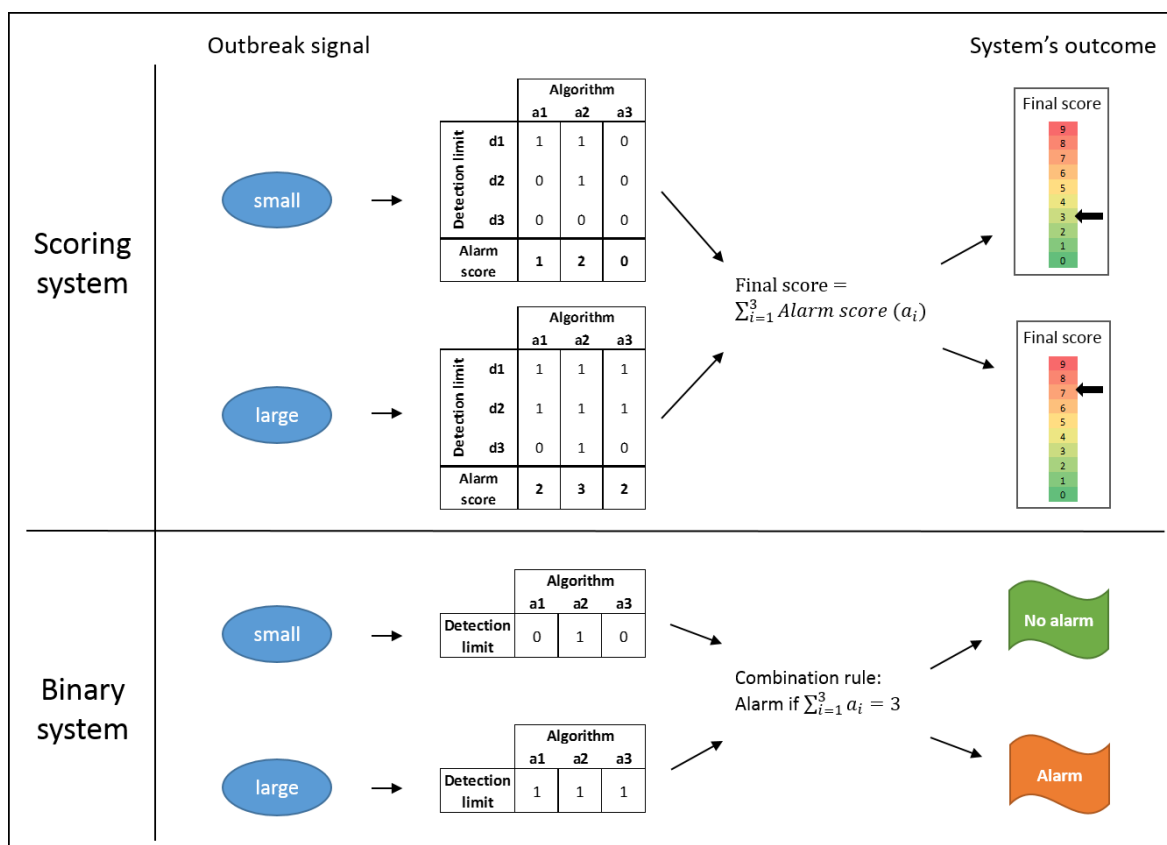 Outbreak signal
System's outcome
Scoring system
small
Algorithm
a1 a2 a3
Detection limit
d1 1 1 0
d2 0 1 0
d3 0 0 0
Alarm score 1 2 0
large
Algorithm
a1 a2 a3
Detection limit
d1 1 1 1
d2 1 1 1
d3 0 1 0
Alarm score 2 3 2
Final score =
∑³ᵢ₌₁ Alarm score (aᵢ)
Final score
9
8
7
6
5
4
3
2
1
0
Final score
9
8
7
6
5
4
3
2
1
0
Binary system
small
Algorithm
a1 a2 a3
Detection limit 0 1 0
large
Algorithm
a1 a2 a3
Detection limit 1 1 1
Combination rule:
Alarm if ∑³ᵢ₌₁ aᵢ = 3
No alarm
Alarm